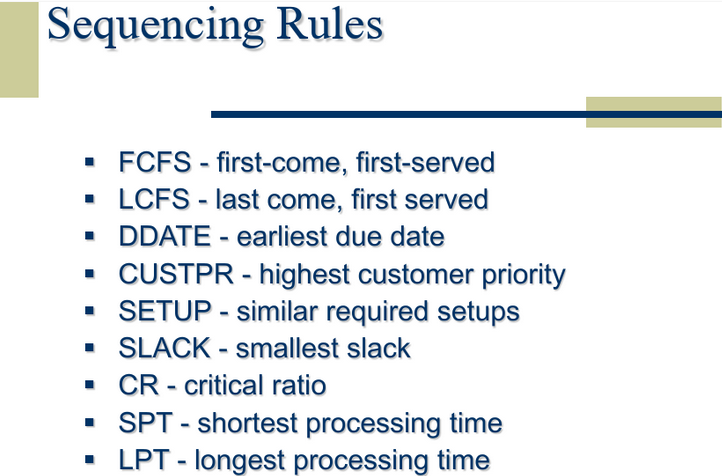 Sequencing Rules
▪ FCFS - first-come, first-served
▪ LCFS - last come, first served
▪ DDATE - earliest due date
▪ CUSTPR - highest customer priority
▪ SETUP - similar required setups
▪ SLACK - smallest slack
▪ CR - critical ratio
▪ SPT - shortest processing time
▪ LPT - longest processing time